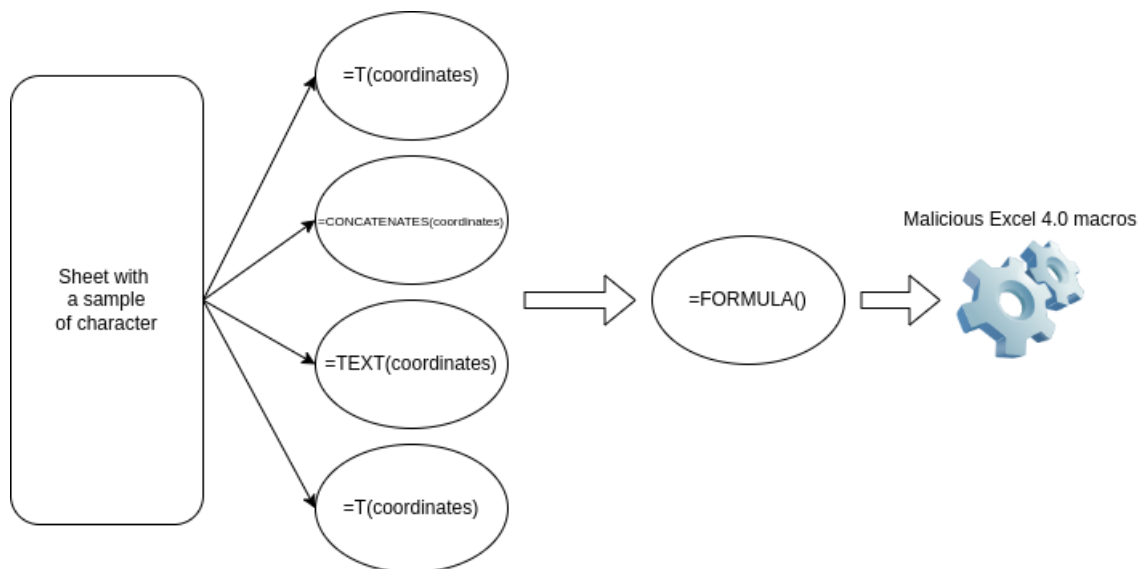 =T(coordinates)
=CONCATENATES(coordinates)
Sheet with
a sample
of character
=TEXT(coordinates)
=T(coordinates)
=FORMULA()
Malicious Excel 4.0 macros